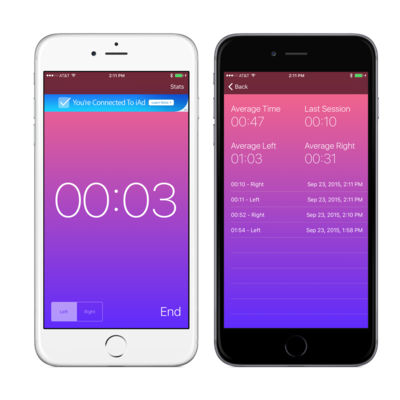 AT&T 2:11 PM
Stats
You're Connected To iAd
00:03
Left Right
End
AT&T 2:11 PM
Back
Average Time Last Session
00:47 00:10
Average Left Average Right
01:03 00:31
00:10 - Right Sep 23, 2015, 2:11 PM
00:11 - Left Sep 23, 2015, 2:11 PM
00:52 - Right Sep 23, 2015, 2:10 PM
01:54 - Left Sep 23, 2015, 1:58 PM